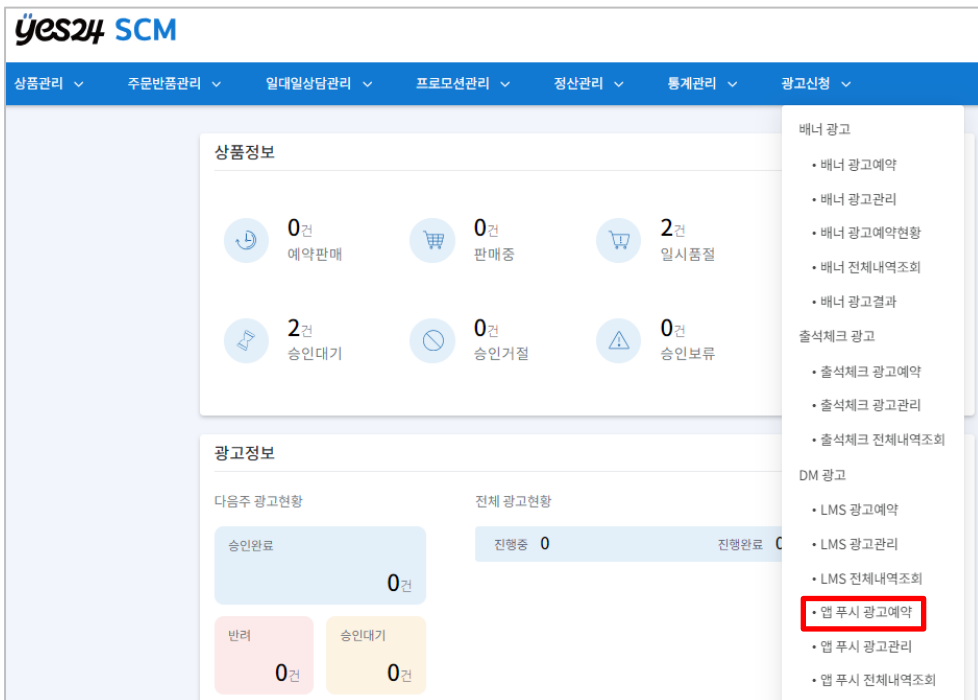 yes24 SCM
상품관리 주문반품관리 일대일상담관리 프로모션관리 정산관리 통계관리 광고신청
상품정보
0건
예약판매
0건
판매중
2건
일시품절
2건
승인대기
0건
승인거절
0건
승인보류
광고정보
다음주 광고현황
전체 광고현황
승인완료
0건
진행중 0
진행완료 0
반려
0건
승인대기
0건
배너 광고
• 배너 광고예약
• 배너 광고관리
• 배너 광고예약현황
• 배너 전체내역조회
• 배너 광고결과
출석체크 광고
• 출석체크 광고예약
• 출석체크 광고관리
• 출석체크 전체내역조회
DM 광고
• LMS 광고예약
• LMS 광고관리
• LMS 전체내역조회
• 앱 푸시 광고예약
• 앱 푸시 광고관리
• 앱 푸시 전체내역조회